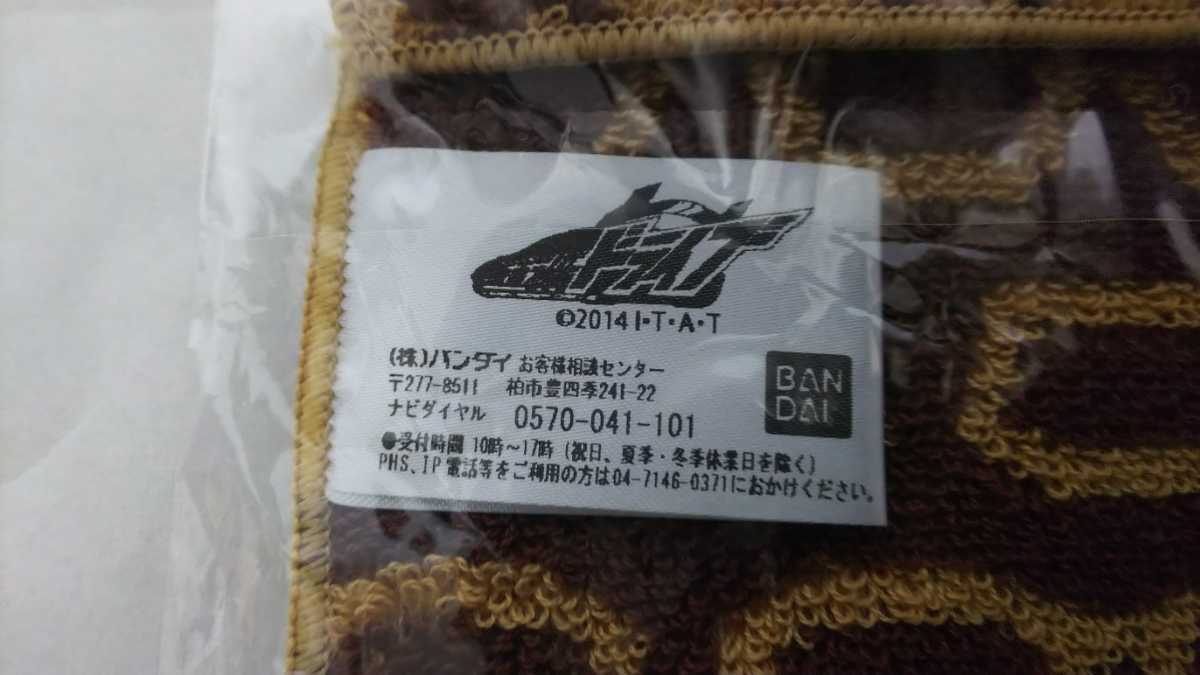 ドライブ
©2014 I・T・A・T
(株)バンダイ お客様相談センター
〒277-8511 柏市豊四季241-22
ナビダイヤル 0570-041-101
●受付時間 10時～17時 (祝日、夏季・冬季休業日を除く)
PHS、IP電話等をご利用の方は04-7146-0371におかけください。
BAN
DAI